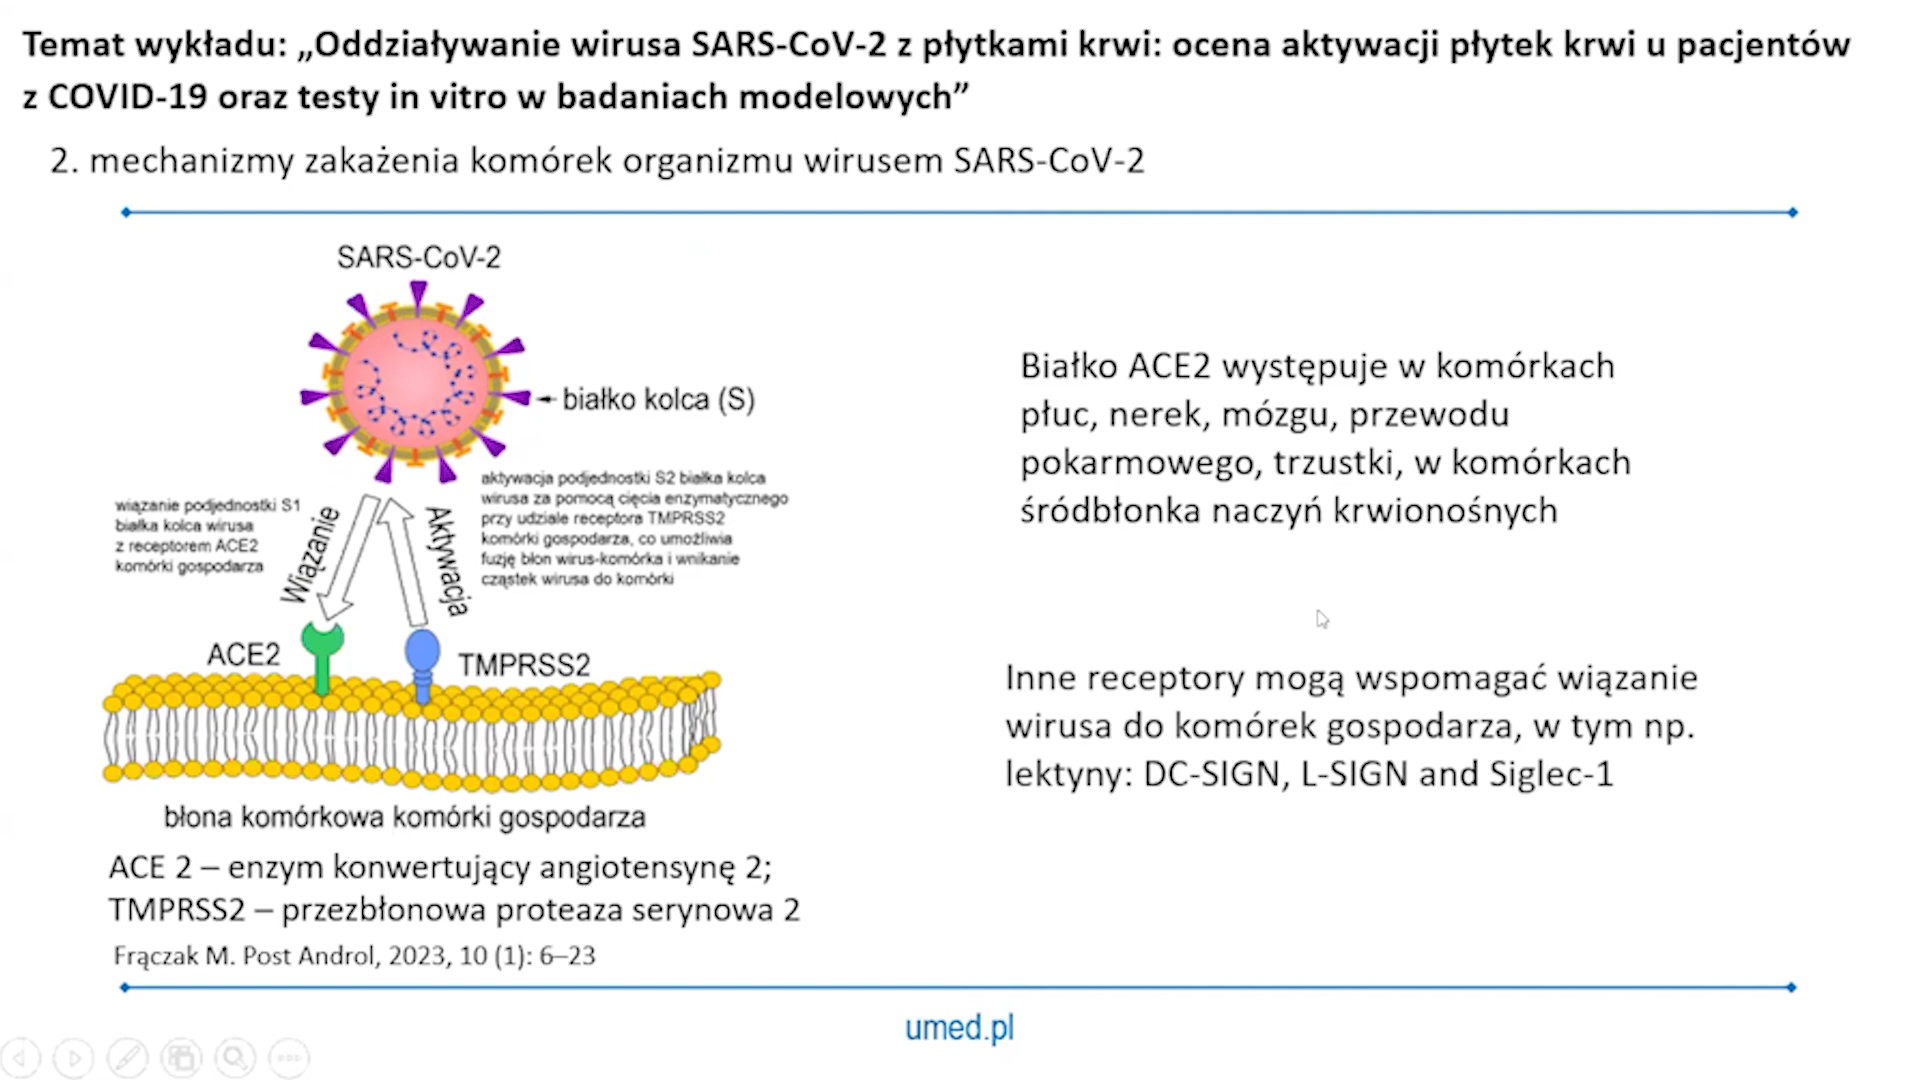 Temat wykładu: „Oddziaływanie wirusa SARS-CoV-2 z płytkami krwi: ocena aktywacji płytek krwi u pacjentów
z COVID-19 oraz testy in vitro w badaniach modelowych”
2. mechanizmy zakażenia komórek organizmu wirusem SARS-CoV-2
SARS-CoV-2
białko kolca (S)
wiązanie podjednostki S1
białka kolca wirusa
z receptorem ACE2
komórki gospodarza
Wiązanie
Aktywacja
aktywacja podjednostki S2 białka kolca
wirusa za pomocą cięcia enzymatycznego
przy udziale receptora TMPRSS2
komórki gospodarza, co umożliwia
fuzję błon wirus-komórka i wnikanie
cząstek wirusa do komórki
ACE2
TMPRSS2
błona komórkowa komórki gospodarza
ACE 2 – enzym konwertujący angiotensynę 2;
TMPRSS2 – przezbłonowa proteaza serynowa 2
Frączak M. Post Androl, 2023, 10 (1): 6–23
Białko ACE2 występuje w komórkach
płuc, nerek, mózgu, przewodu
pokarmowego, trzustki, w komórkach
śródbłonka naczyń krwionośnych
Inne receptory mogą wspomagać wiązanie
wirusa do komórek gospodarza, w tym np.
lektyny: DC-SIGN, L-SIGN and Siglec-1
umed.pl